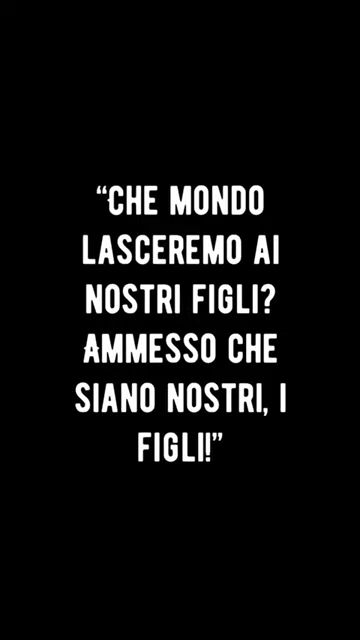 “CHE MONDO
LASCEREMO AI
NOSTRI FIGLI?
AMMESSO CHE
SIANO NOSTRI, I
FIGLI!”